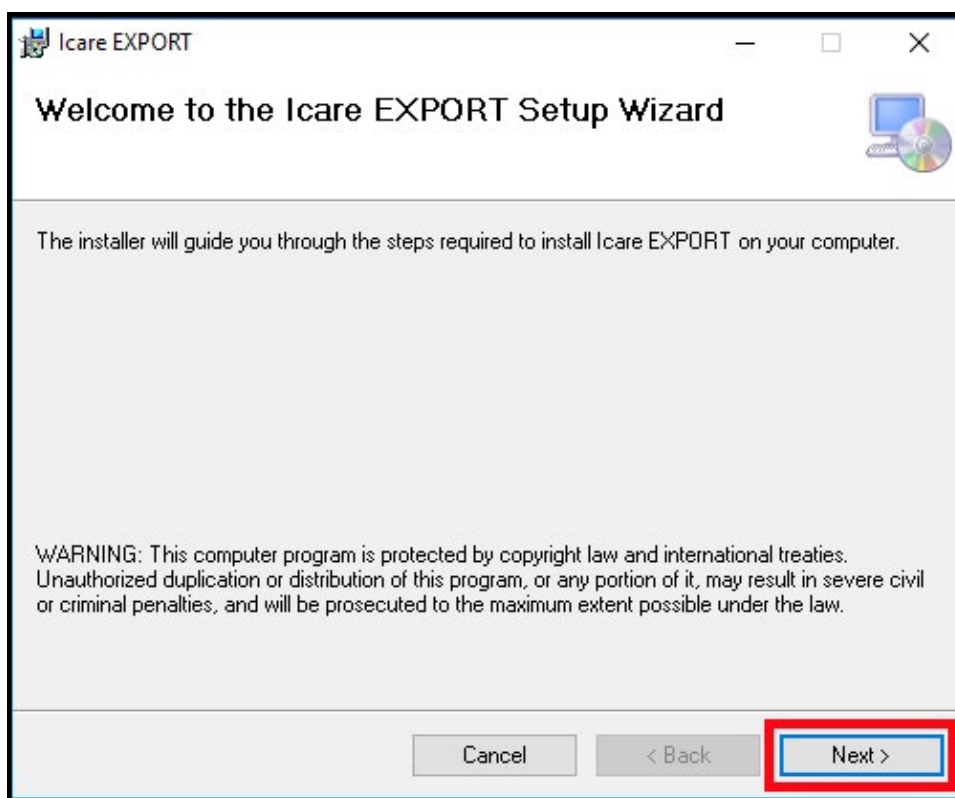 Icare EXPORT
Welcome to the Icare EXPORT Setup Wizard
The installer will guide you through the steps required to install Icare EXPORT on your computer.
WARNING: This computer program is protected by copyright law and international treaties.
Unauthorized duplication or distribution of this program, or any portion of it, may result in severe civil
or criminal penalties, and will be prosecuted to the maximum extent possible under the law.
Cancel < Back Next >